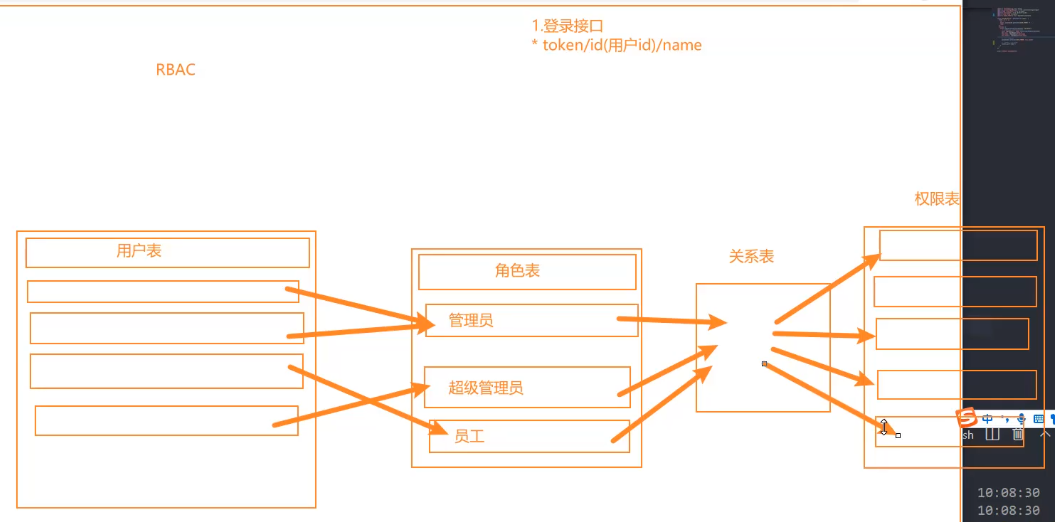 1.登录接口
* token/id(用户id)/name
RBAC
权限表
用户表
角色表
关系表
管理员
超级管理员
员工
中
sh
10:08:30
10:08:30